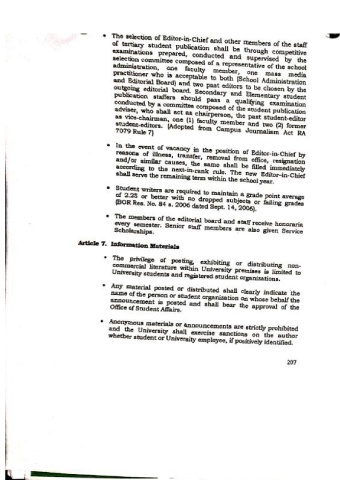 • The selection of Editor-in-Chief and other members of the staff
of tertiary student publication shall be through competitive
examinations prepared, conducted and supervised by the
selection committee composed of a representative of the school
administration, one faculty member, one mass media
practitioner who is acceptable to both (School Administration
and Editorial Board) and two past editors to be chosen by the
outgoing editorial board. Secondary and Elementary student
publication staffers should pass a qualifying examination
conducted by a committee composed of the student publication
adviser, who shall act as chairperson, the past student-editor
as vice-chairman, one (1) faculty member and two (2) former
student-editors. (Adopted from Campus Journalism Act RA
7079 Rule 7)
• In the event of vacancy in the position of Editor-in-Chief by
reasons of illness, transfer, removal from office, resignation
and/or similar causes, the same shall be filled immediately
according to the next-in-rank rule. The new Editor-in-Chief
shall serve the remaining term within the school year.
• Student writers are required to maintain a grade point average
of 2.25 or better with no dropped subjects or failing grades
(BOR Res. No. 84 s. 2006 dated Sept. 14, 2006).
• The members of the editorial board and staff receive honoraria
every semester. Senior staff members are also given Service
Scholarships.
Article 7. Information Materials
• The privilege of posting, exhibiting or distributing non-
commercial literature within University premises is limited to
University students and registered student organizations.
• Any material posted or distributed shall clearly indicate the
name of the person or student organization on whose behalf the
announcement is posted and shall bear the approval of the
Office of Student Affairs.
• Anonymous materials or announcements are strictly prohibited
and the University shall exercise sanctions on the author
whether student or University employee, if positively identified.
207